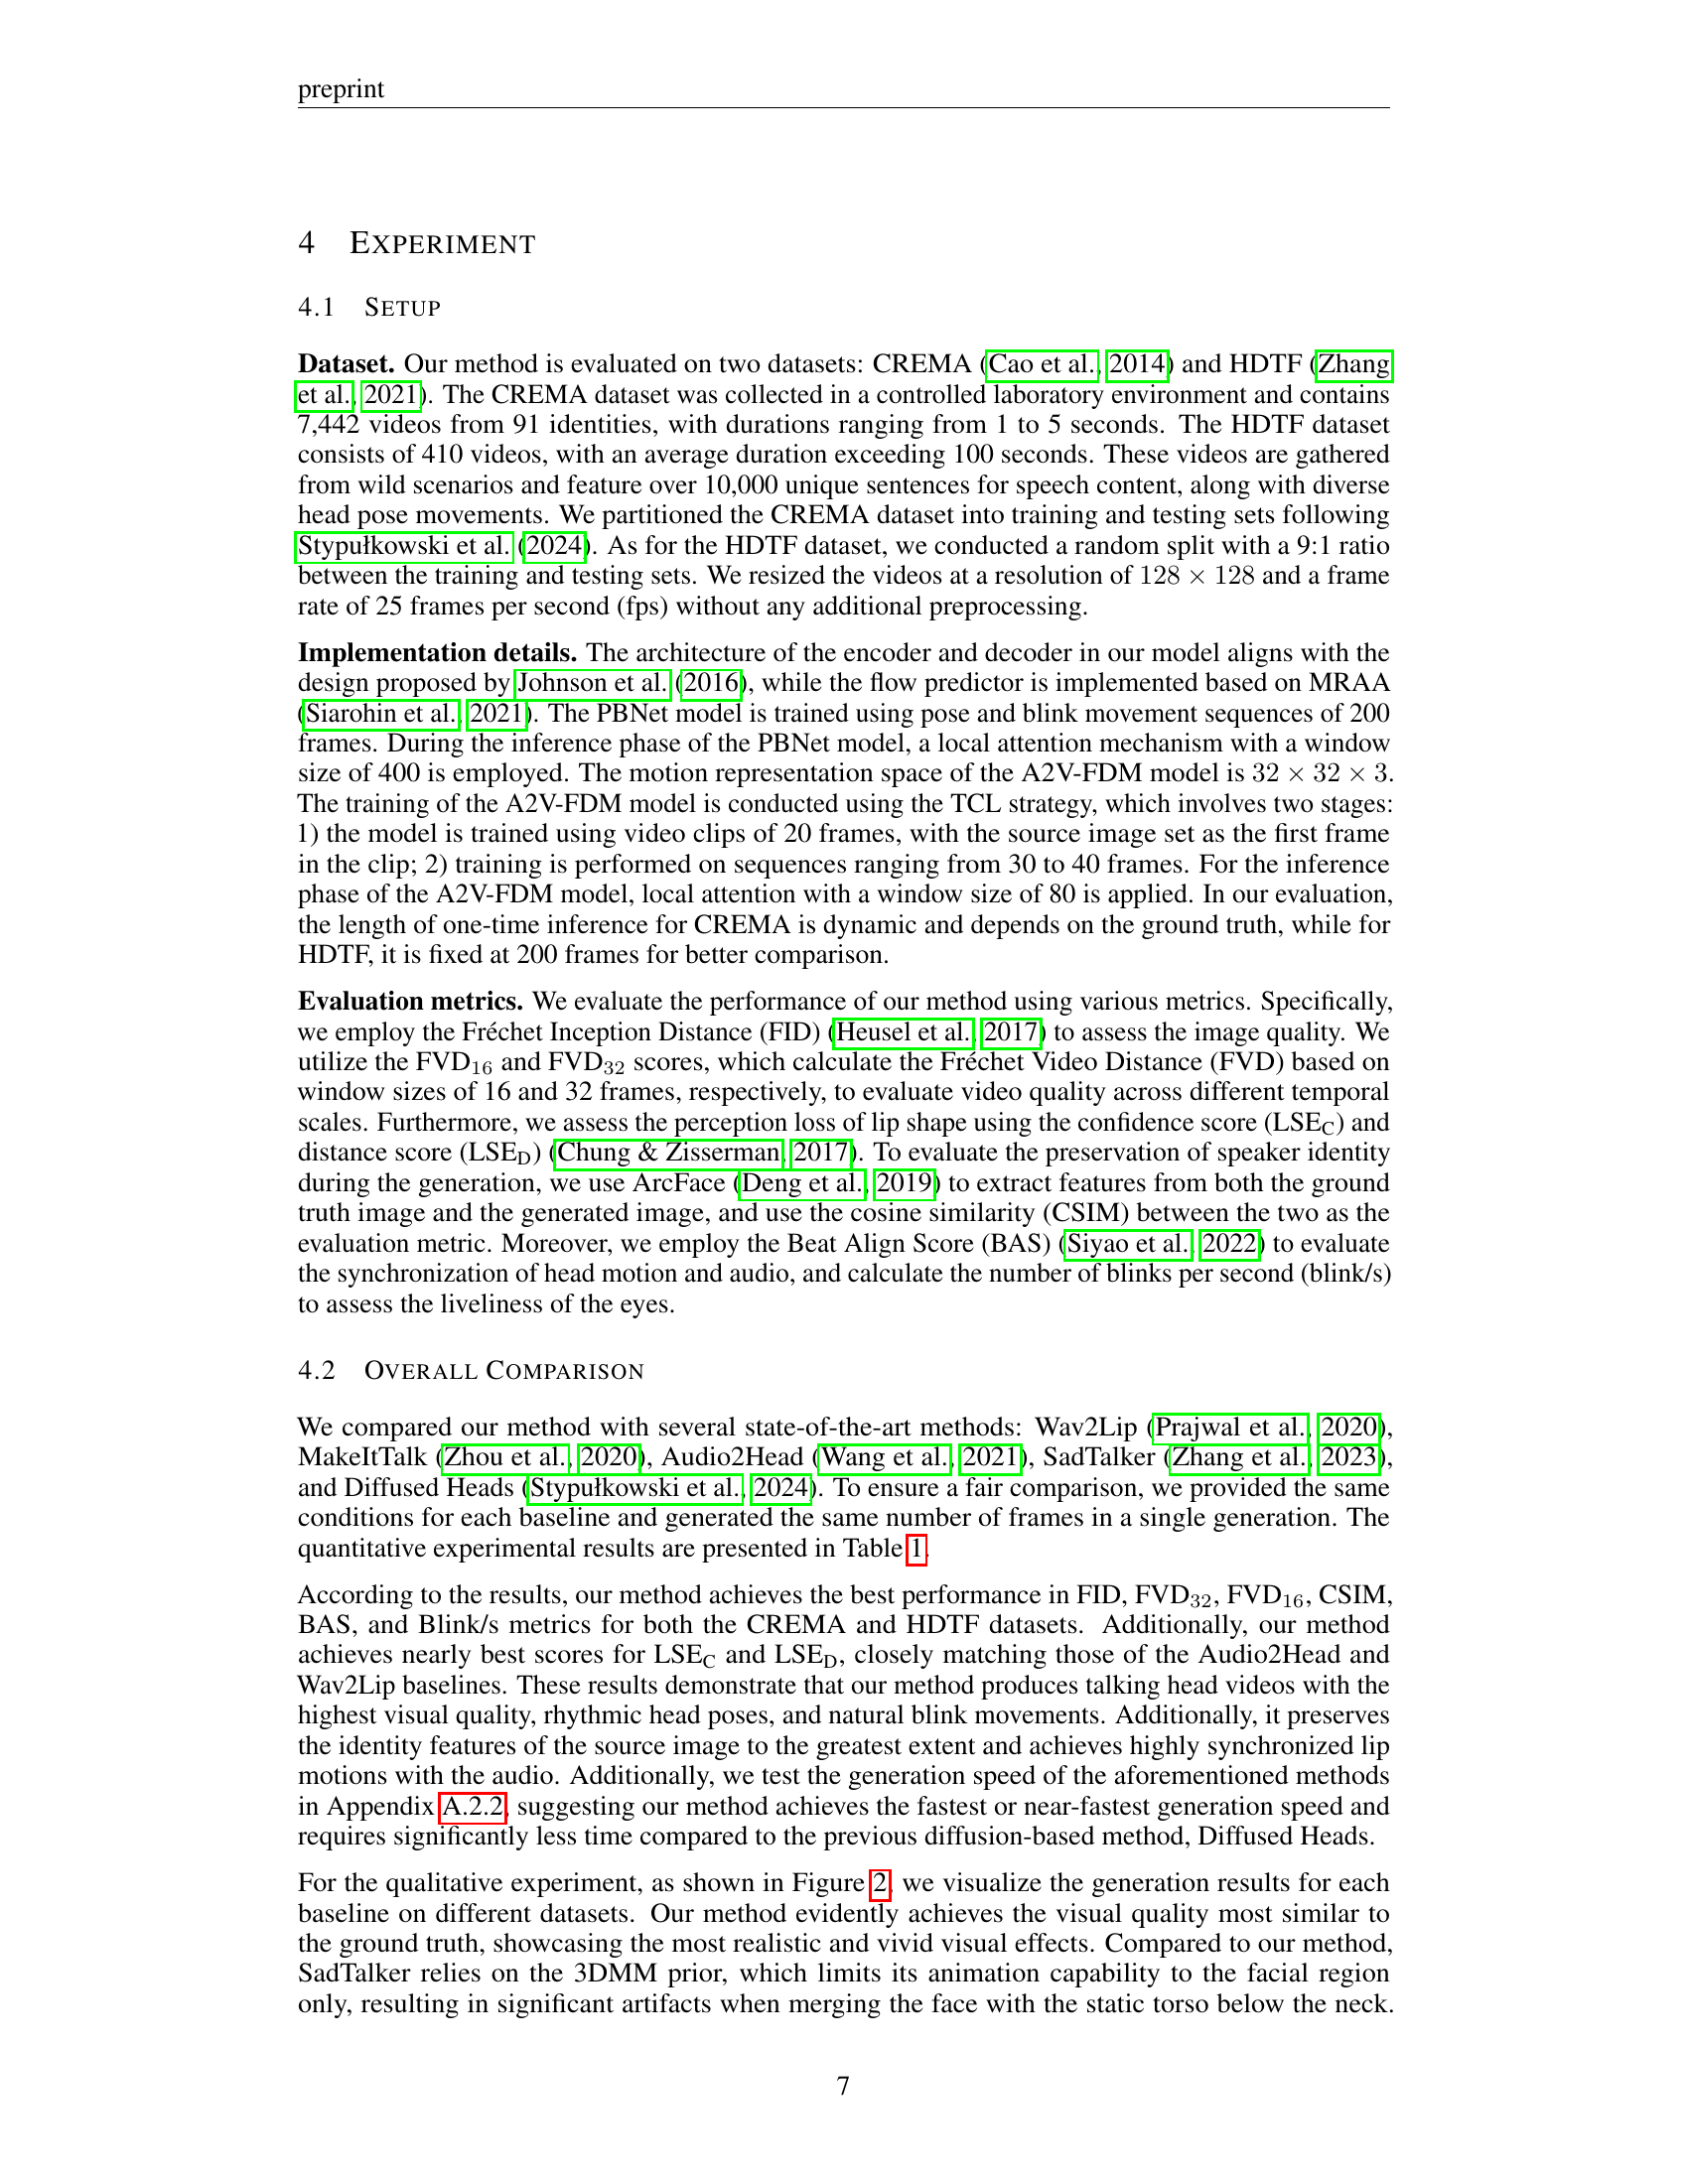 preprint
4 EXPERIMENT
4.1 SETUP
Dataset. Our method is evaluated on two datasets: CREMA (Cao et al., 2014) and HDTF (Zhang
et al., 2021). The CREMA dataset was collected in a controlled laboratory environment and contains
7,442 videos from 91 identities, with durations ranging from 1 to 5 seconds. The HDTF dataset
consists of 410 videos, with an average duration exceeding 100 seconds. These videos are gathered
from wild scenarios and feature over 10,000 unique sentences for speech content, along with diverse
head pose movements. We partitioned the CREMA dataset into training and testing sets following
Stypułkowski et al. (2024). As for the HDTF dataset, we conducted a random split with a 9:1 ratio
between the training and testing sets. We resized the videos at a resolution of 128 × 128 and a frame
rate of 25 frames per second (fps) without any additional preprocessing.
Implementation details. The architecture of the encoder and decoder in our model aligns with the
design proposed by Johnson et al. (2016), while the flow predictor is implemented based on MRAA
(Siarohin et al., 2021). The PBNet model is trained using pose and blink movement sequences of 200
frames. During the inference phase of the PBNet model, a local attention mechanism with a window
size of 400 is employed. The motion representation space of the A2V-FDM model is 32 × 32 × 3.
The training of the A2V-FDM model is conducted using the TCL strategy, which involves two stages:
1) the model is trained using video clips of 20 frames, with the source image set as the first frame
in the clip; 2) training is performed on sequences ranging from 30 to 40 frames. For the inference
phase of the A2V-FDM model, local attention with a window size of 80 is applied. In our evaluation,
the length of one-time inference for CREMA is dynamic and depends on the ground truth, while for
HDTF, it is fixed at 200 frames for better comparison.
Evaluation metrics. We evaluate the performance of our method using various metrics. Specifically,
we employ the Fréchet Inception Distance (FID) (Heusel et al., 2017) to assess the image quality. We
utilize the FVD16 and FVD32 scores, which calculate the Fréchet Video Distance (FVD) based on
window sizes of 16 and 32 frames, respectively, to evaluate video quality across different temporal
scales. Furthermore, we assess the perception loss of lip shape using the confidence score (LSEC) and
distance score (LSED) (Chung & Zisserman, 2017). To evaluate the preservation of speaker identity
during the generation, we use ArcFace (Deng et al., 2019) to extract features from both the ground
truth image and the generated image, and use the cosine similarity (CSIM) between the two as the
evaluation metric. Moreover, we employ the Beat Align Score (BAS) (Siyao et al., 2022) to evaluate
the synchronization of head motion and audio, and calculate the number of blinks per second (blink/s)
to assess the liveliness of the eyes.
4.2 OVERALL COMPARISON
We compared our method with several state-of-the-art methods: Wav2Lip (Prajwal et al., 2020),
MakeItTalk (Zhou et al., 2020), Audio2Head (Wang et al., 2021), SadTalker (Zhang et al., 2023),
and Diffused Heads (Stypułkowski et al., 2024). To ensure a fair comparison, we provided the same
conditions for each baseline and generated the same number of frames in a single generation. The
quantitative experimental results are presented in Table 1.
According to the results, our method achieves the best performance in FID, FVD32, FVD16, CSIM,
BAS, and Blink/s metrics for both the CREMA and HDTF datasets. Additionally, our method
achieves nearly best scores for LSEC and LSED, closely matching those of the Audio2Head and
Wav2Lip baselines. These results demonstrate that our method produces talking head videos with the
highest visual quality, rhythmic head poses, and natural blink movements. Additionally, it preserves
the identity features of the source image to the greatest extent and achieves highly synchronized lip
motions with the audio. Additionally, we test the generation speed of the aforementioned methods
in Appendix A.2.2, suggesting our method achieves the fastest or near-fastest generation speed and
requires significantly less time compared to the previous diffusion-based method, Diffused Heads.
For the qualitative experiment, as shown in Figure 2, we visualize the generation results for each
baseline on different datasets. Our method evidently achieves the visual quality most similar to
the ground truth, showcasing the most realistic and vivid visual effects. Compared to our method,
SadTalker relies on the 3DMM prior, which limits its animation capability to the facial region
only, resulting in significant artifacts when merging the face with the static torso below the neck.
7